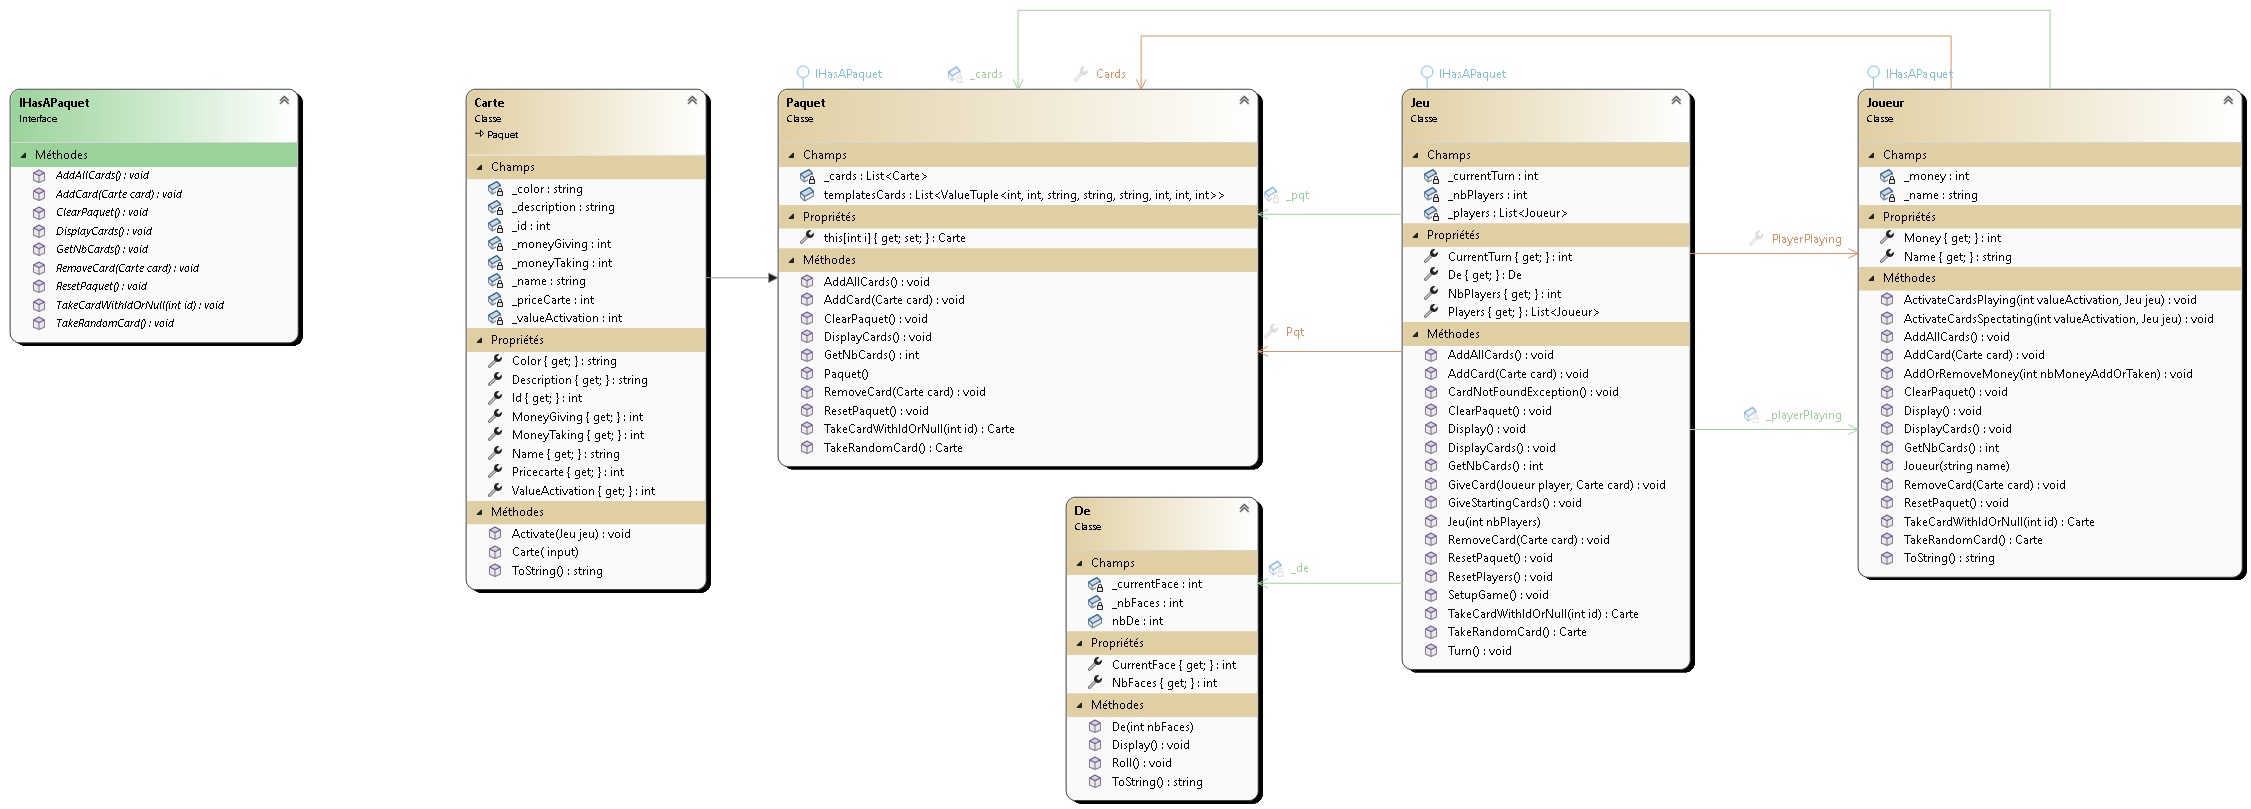 IHasAPaquet
Interface
Méthodes
AddAllCards() : void
AddCard(Carte card) : void
ClearPaquet() : void
DisplayCards() : void
GetNbCards() : void
RemoveCard(Carte card) : void
ResetPaquet() : void
TakeCardWithIdOrNull(int id) : void
TakeRandomCard() : void
Carte
Classe
Paquet
Champs
_color : string
_description : string
_id : int
_moneyGiving : int
_moneyTaking : int
_name : string
_priceCarte : int
_valueActivation : int
Propriétés
Color { get; } : string
Description { get; } : string
Id { get; } : int
MoneyGiving { get; } : int
MoneyTaking { get; } : int
Name { get; } : string
Pricecarte { get; } : int
ValueActivation { get; } : int
Méthodes
Activate(Jeu jeu) : void
Carte( input)
ToString() : string
IHasAPaquet
_cards
Cards
Paquet
Classe
Champs
_cards : List<Carte>
templatesCards : List<ValueTuple<int, int, string, string, string, int, int, int>>
Propriétés
this[int i] { get; set; } : Carte
Méthodes
AddAllCards() : void
AddCard(Carte card) : void
ClearPaquet() : void
DisplayCards() : void
GetNbCards() : int
Paquet()
RemoveCard(Carte card) : void
ResetPaquet() : void
TakeCardWithIdOrNull(int id) : Carte
TakeRandomCard() : Carte
_pqt
Pqt
De
Classe
Champs
_currentFace : int
_nbFaces : int
nbDe : int
Propriétés
CurrentFace { get; } : int
NbFaces { get; } : int
Méthodes
De(int nbFaces)
Display() : void
Roll() : void
ToString() : string
_de
IHasAPaquet
Jeu
Classe
Champs
_currentTurn : int
_nbPlayers : int
_players : List<Joueur>
Propriétés
CurrentTurn { get; } : int
De { get; } : De
NbPlayers { get; } : int
Players { get; } : List<Joueur>
Méthodes
AddAllCards() : void
AddCard(Carte card) : void
CardNotFoundException() : void
ClearPaquet() : void
Display() : void
DisplayCards() : void
GetNbCards() : int
GiveCard(Joueur player, Carte card) : void
GiveStartingCards() : void
Jeu(int nbPlayers)
RemoveCard(Carte card) : void
ResetPaquet() : void
ResetPlayers() : void
SetupGame() : void
TakeCardWithIdOrNull(int id) : Carte
TakeRandomCard() : Carte
Turn() : void
PlayerPlaying
_playerPlaying
IHasAPaquet
Joueur
Classe
Champs
_money : int
_name : string
Propriétés
Money { get; } : int
Name { get; } : string
Méthodes
ActivateCardsPlaying(int valueActivation, Jeu jeu) : void
ActivateCardsSpectating(int valueActivation, Jeu jeu) : void
AddAllCards() : void
AddCard(Carte card) : void
AddOrRemoveMoney(int nbMoneyAddOrTaken) : void
ClearPaquet() : void
Display() : void
DisplayCards() : void
GetNbCards() : int
Joueur(string name)
RemoveCard(Carte card) : void
ResetPaquet() : void
TakeCardWithIdOrNull(int id) : Carte
TakeRandomCard() : Carte
ToString() : string